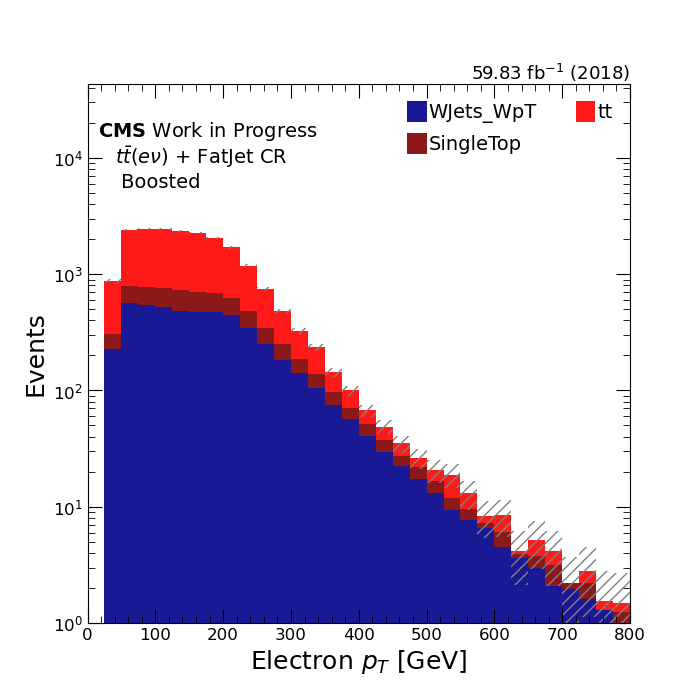 59.83 fb⁻¹ (2018)
CMS Work in Progress
tt̄(eν) + FatJet CR
Boosted
WJets_WpT
tt
SingleTop
10⁴
10³
10²
10¹
10⁰
Events
0 100 200 300 400 500 600 700 800
Electron p_T [GeV]